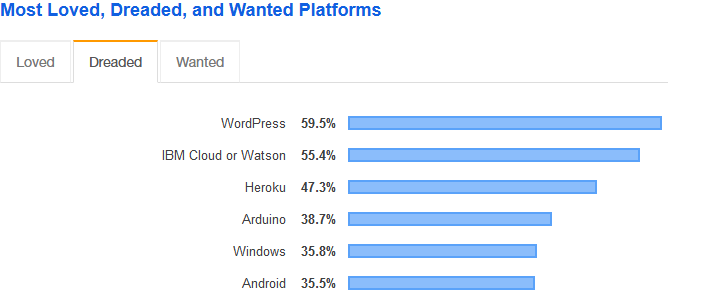 Most Loved, Dreaded, and Wanted Platforms
Loved Dreaded Wanted
WordPress 59.5%
IBM Cloud or Watson 55.4%
Heroku 47.3%
Arduino 38.7%
Windows 35.8%
Android 35.5%